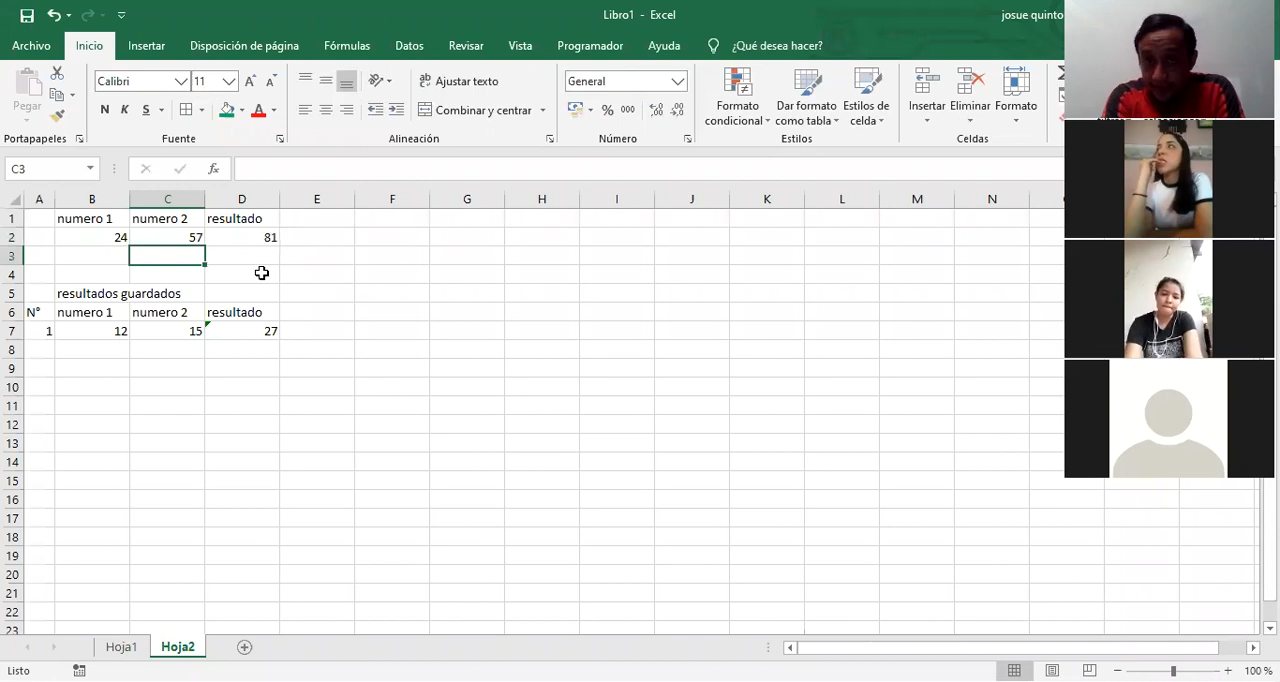 Libro1 - Excel
josue quinto
Archivo Inicio Insertar Disposición de página Fórmulas Datos Revisar Vista Programador Ayuda ¿Qué desea hacer?
Pegar
Calibri 11
N K S
Ajustar texto
Combinar y centrar
General
% 000
Formato condicional
Dar formato como tabla
Estilos de celda
Insertar Eliminar Formato
Portapapeles Fuente Alineación Número Estilos Celdas
C3 fx
A B C D E F G H I J K L M N
1 numero 1 numero 2 resultado
2 24 57 81
3
4
5 resultados guardados
6 N° numero 1 numero 2 resultado
7 1 12 15 27
8
9
10
11
12
13
14
15
16
17
18
19
20
21
22
23
Hoja1 Hoja2
Listo 100 %